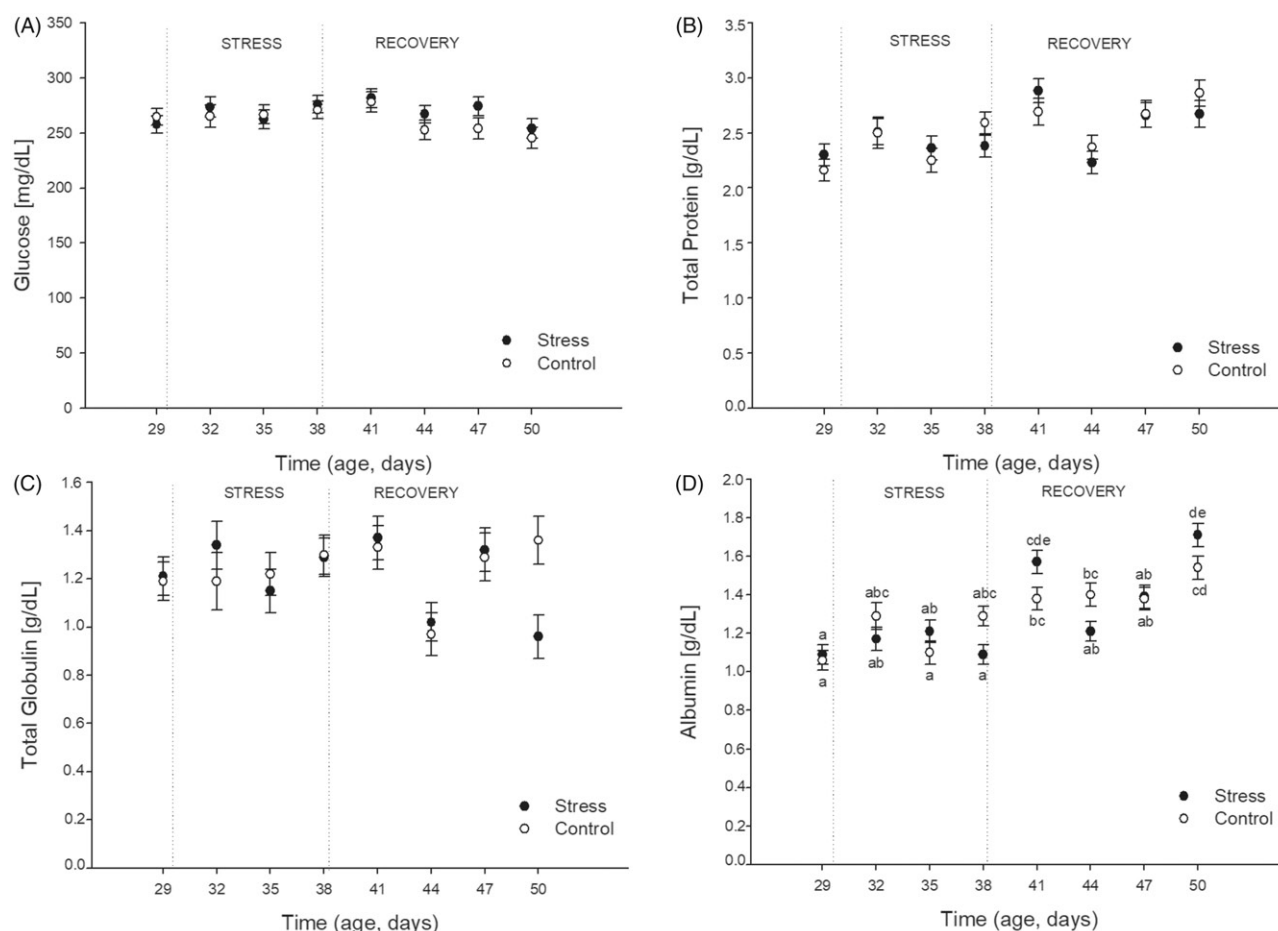 (A)
STRESS RECOVERY
350
300
250
200
150
100
50
0
Glucose [mg/dL]
Stress
Control
29 32 35 38 41 44 47 50
Time (age, days)
(B)
STRESS RECOVERY
3.5
3.0
2.5
2.0
1.5
1.0
0.5
0.0
Total Protein [g/dL]
Stress
Control
29 32 35 38 41 44 47 50
Time (age, days)
(C)
STRESS RECOVERY
1.6
1.4
1.2
1.0
0.8
0.6
0.4
0.2
0.0
Total Globulin [g/dL]
Stress
Control
29 32 35 38 41 44 47 50
Time (age, days)
(D)
STRESS RECOVERY
2.0
1.8
1.6
1.4
1.2
1.0
0.8
0.6
0.4
0.2
0.0
Albumin [g/dL]
a abc ab abc cde bc ab de
a ab a a bc ab ab cd
Stress
Control
29 32 35 38 41 44 47 50
Time (age, days)